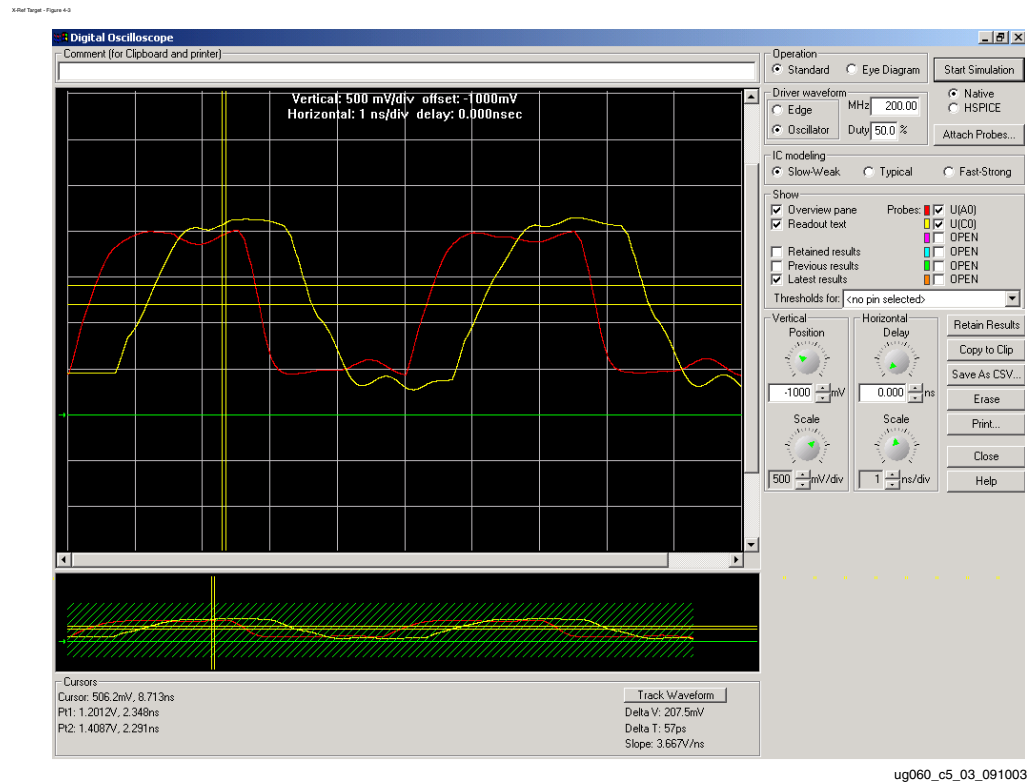 X-Ref Target - Figure 4-3
Digital Oscilloscope
Comment (for Clipboard and printer)
Vertical: 500 mV/div offset: -1000mV
Horizontal: 1 ns/div delay: 0.000nsec
Operation
Standard Eye Diagram
Start Simulation
Driver waveform
Edge
Oscillator
MHz 200.00
Duty 50.0 %
Native
HSPICE
Attach Probes...
IC modeling
Slow-Weak Typical Fast-Strong
Show
Overview pane
Readout text
Retained results
Previous results
Latest results
Probes: U(A0)
U(C0)
OPEN
OPEN
OPEN
OPEN
Thresholds for: <no pin selected>
Vertical
Position
-1000 mV
Scale
500 mV/div
Horizontal
Delay
0.000 ns
Scale
1 ns/div
Retain Results
Copy to Clip
Save As CSV...
Erase
Print...
Close
Help
Cursors
Cursor: 506.2mV, 8.713ns
Pt1: 1.2012V, 2.348ns
Pt2: 1.4087V, 2.291ns
Track Waveform
Delta V: 207.5mV
Delta T: 57ps
Slope: 3.667V/ns
ug060_c5_03_091003